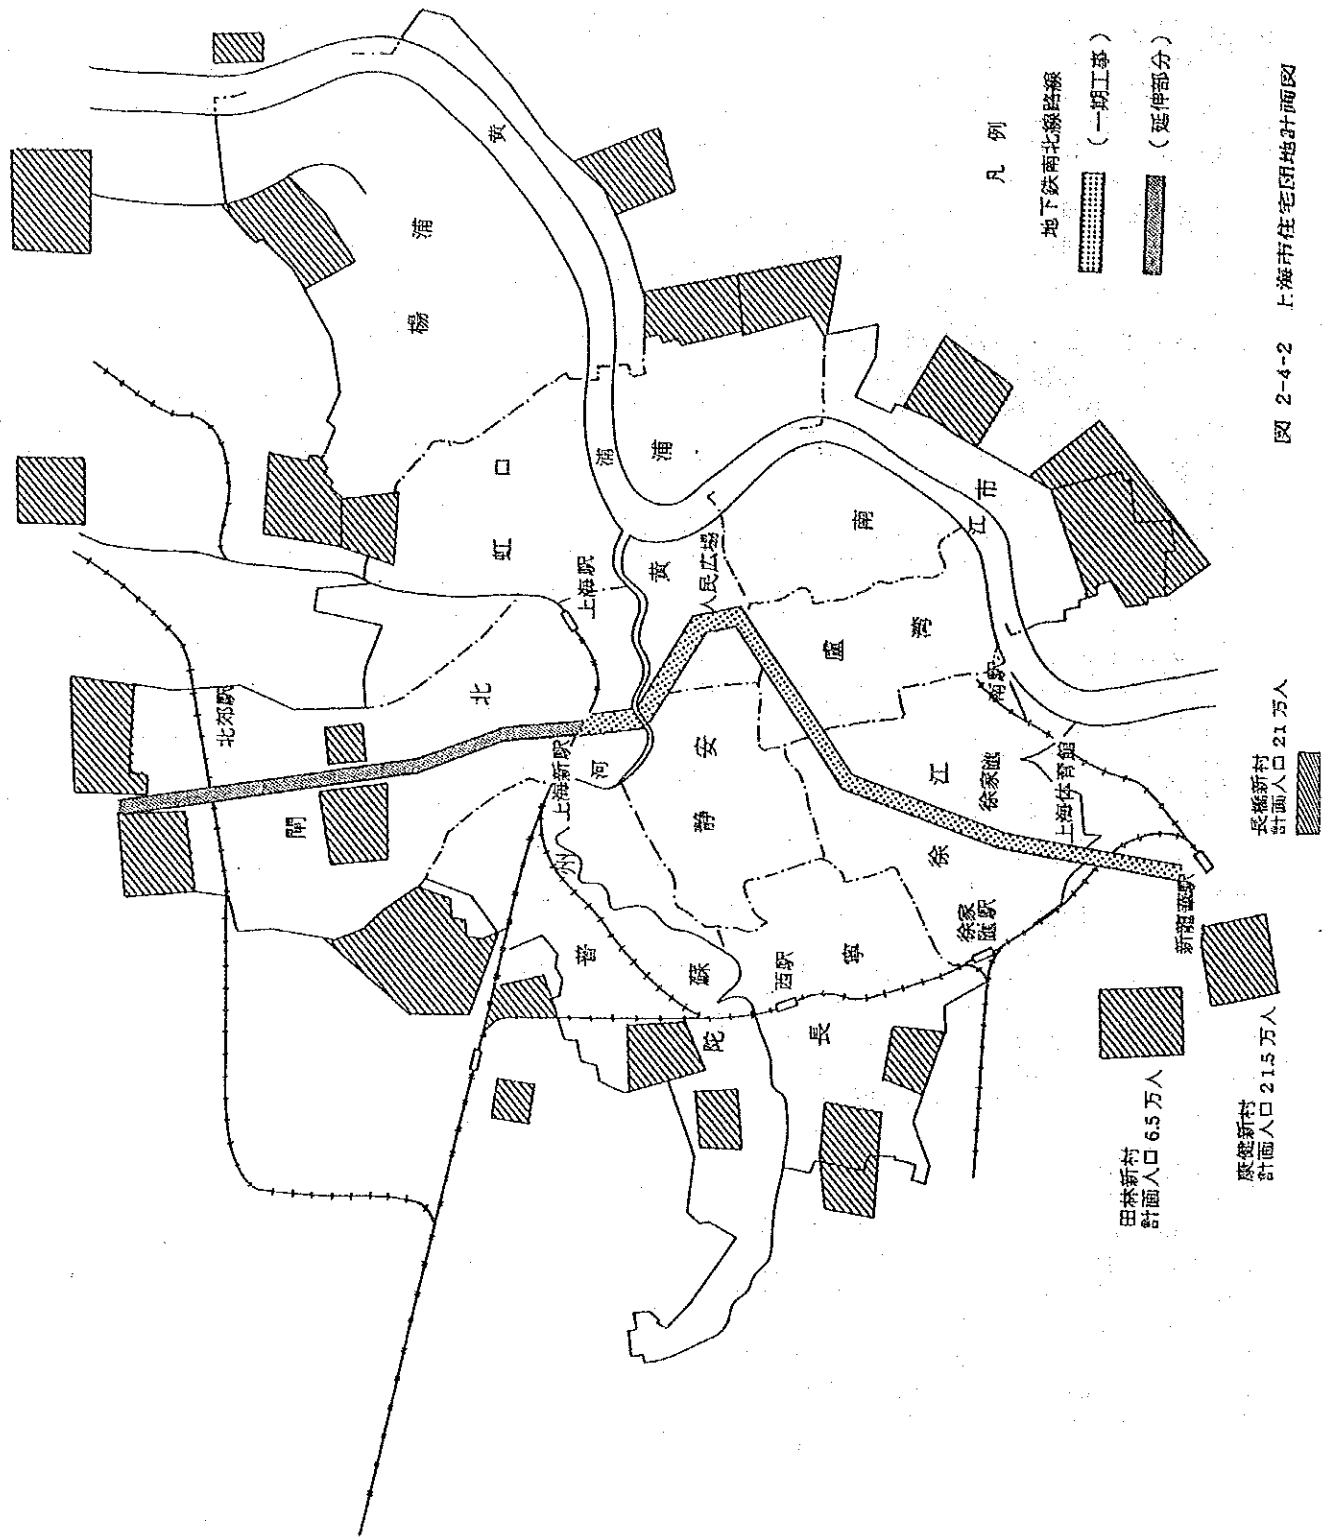 図 2-4-2 上海市住宅団地計画図
凡 例
地下鉄南北線路線
(一期工事)
(延伸部分)
黄
浦
江
楊
浦
虹
口
浦
市
南
黄
人民広場
上海駅
北
閘
北郊駅
上海新駅
河
州
蘇
普
陀
静
安
盧
湾
南駅
徐家匯
江
徐
上海体育館
徐家
匯駅
西駅
寧
長
新龍華駅
長橋新村
計画人口 21 万人
康健新村
計画人口 21.5 万人
田林新村
計画人口 6.5 万人